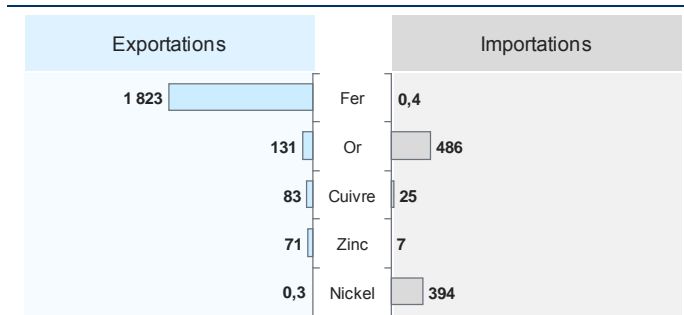 Exportations Importations
1 823 Fer 0,4
131 Or 486
83 Cuivre 25
71 Zinc 7
0,3 Nickel 394